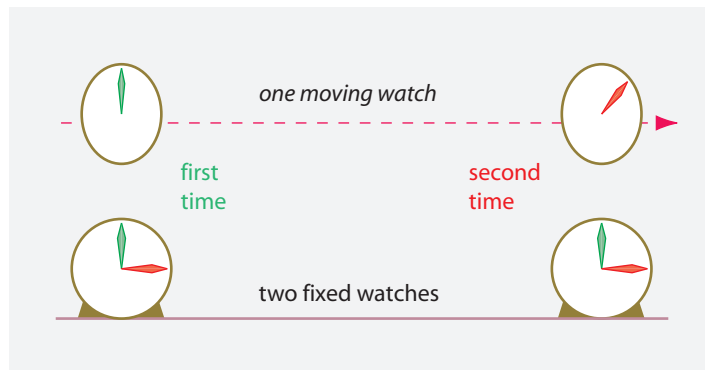 one moving watch
first
time
second
time
two fixed watches